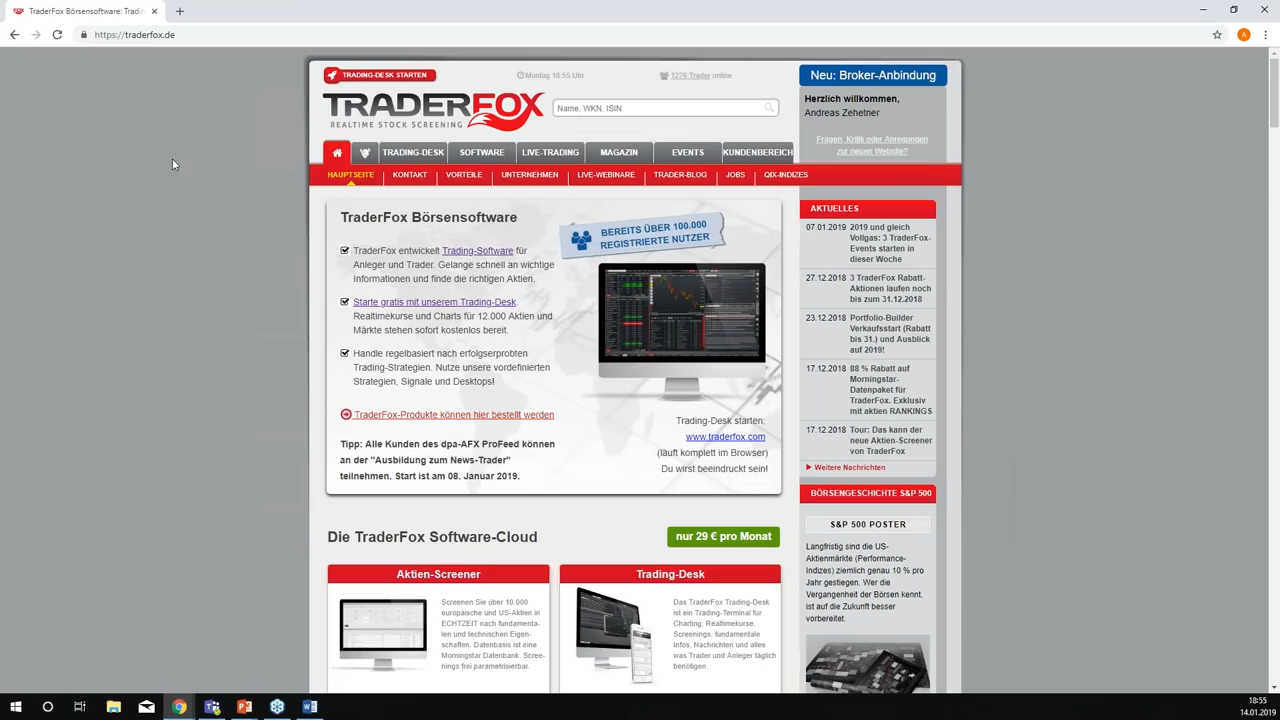 TraderFox Börsensoftware: Tradin
https://traderfox.de
A
TRADING-DESK STARTEN
Montag 16:55 Uhr
1276 Trader online
Neu: Broker-Anbindung
TRADERFOX
REALTIME STOCK SCREENING
Name, WKN, ISIN
Herzlich willkommen,
Andreas Zehetner
Fragen, Kritik oder Anregungen
zur neuen Website?
TRADING-DESK
SOFTWARE
LIVE-TRADING
MAGAZIN
EVENTS
KUNDENBEREICH
HAUPTSEITE
KONTAKT
VORTEILE
UNTERNEHMEN
LIVE-WEBINARE
TRADER-BLOG
JOBS
QIX-INDIZES
TraderFox Börsensoftware
TraderFox entwickelt Trading-Software für
Anleger und Trader. Gelange schnell an wichtige
Informationen und finde die richtigen Aktien.
Starte gratis mit unserem Trading-Desk.
Realtimekurse und Charts für 12.000 Aktien und
Märkte stehen sofort kostenlos bereit.
Handle regelbasiert nach erfolgserprobten
Trading-Strategien. Nutze unsere vordefinierten
Strategien, Signale und Desktops!
TraderFox-Produkte können hier bestellt werden
Tipp: Alle Kunden des dpa-AFX ProFeed können
an der "Ausbildung zum News-Trader"
teilnehmen. Start ist am 08. Januar 2019.
BEREITS ÜBER 100.000
REGISTRIERTE NUTZER
Trading-Desk starten:
www.traderfox.com
(läuft komplett im Browser)
Du wirst beeindruckt sein!
AKTUELLES
07.01.2019 2019 und gleich
Vollgas: 3 TraderFox-
Events starten in
dieser Woche
27.12.2018 3 TraderFox Rabatt-
Aktionen laufen noch
bis zum 31.12.2018
23.12.2018 Portfolio-Builder
Verkaufsstart (Rabatt
bis 31.) und Ausblick
auf 2019!
17.12.2018 88 % Rabatt auf
Morningstar-
Datenpaket für
TraderFox. Exklusiv
mit aktien RANKINGS
17.12.2018 Tour: Das kann der
neue Aktien-Screener
von TraderFox
Weitere Nachrichten
BÖRSENGESCHICHTE S&P 500
S&P 500 POSTER
Langfristig sind die US-
Aktienmärkte (Performance-
Indizes) ziemlich genau 10 % pro
Jahr gestiegen. Wer die
Vergangenheit der Börsen kennt,
ist auf die Zukunft besser
vorbereitet.
Die TraderFox Software-Cloud
nur 29 € pro Monat
Aktien-Screener
Screenen Sie über 10.000
europäische und US-Aktien in
ECHTZEIT nach fundamenta-
len und technischen Eigen-
schaften. Datenbasis ist eine
Morningstar Datenbank. Scree-
nings frei parametrisierbar.
Trading-Desk
Das TraderFox Trading-Desk
ist ein Trading-Terminal für
Charting, Realtimekurse,
Screenings, fundamentale
Infos, Nachrichten und alles
was Trader und Anleger täglich
benötigen.
18:55
14.01.2019